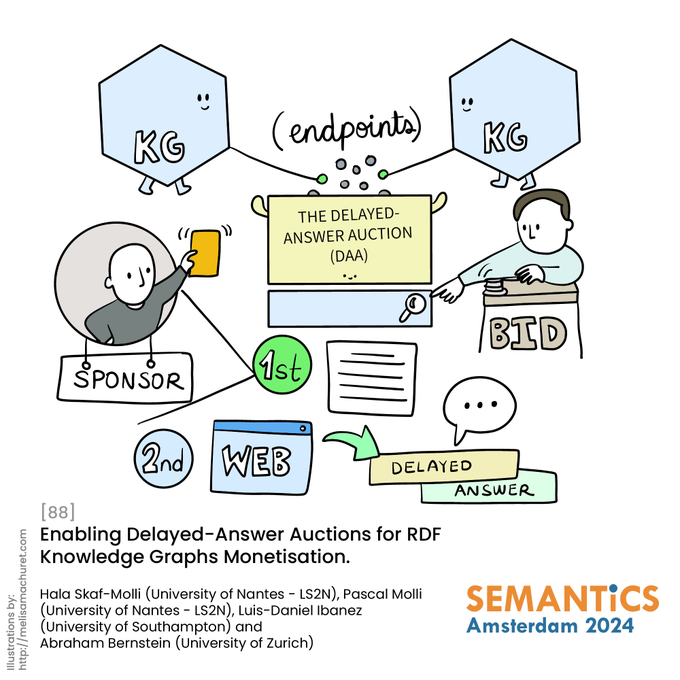 KG
(endpoints)
KG
THE DELAYED-
ANSWER AUCTION
(DAA)
BID
SPONSOR
1st
2nd
WEB
DELAYED
ANSWER
[88]
Enabling Delayed-Answer Auctions for RDF
Knowledge Graphs Monetisation.
Hala Skaf-Molli (University of Nantes - LS2N), Pascal Molli
(University of Nantes - LS2N), Luis-Daniel Ibanez
(University of Southampton) and
Abraham Bernstein (University of Zurich)
SEMANTiCS
Amsterdam 2024
Illustrations by:
http://melisamachuret.com